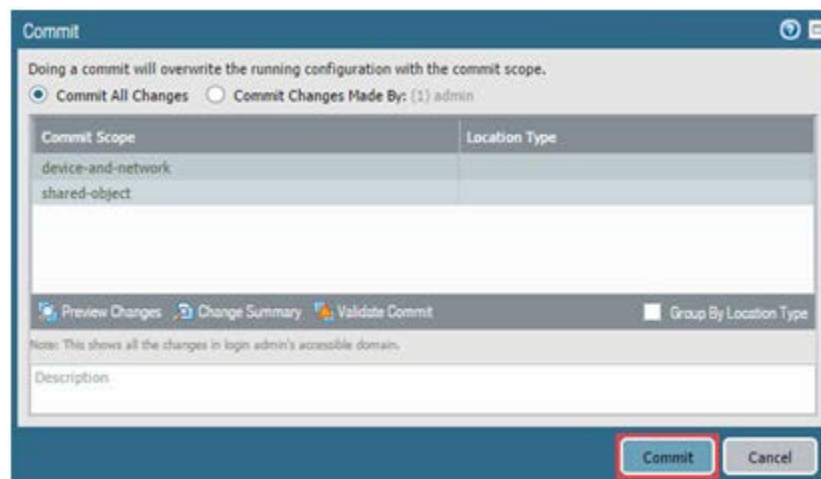 Commit
Doing a commit will overwrite the running configuration with the commit scope.
Commit All Changes Commit Changes Made By: (1) admin
Commit Scope Location Type
device-and-network
shared-object
Preview Changes Change Summary Validate Commit Group By Location Type
Note: This shows all the changes in login admin's accessible domain.
Description
Commit Cancel